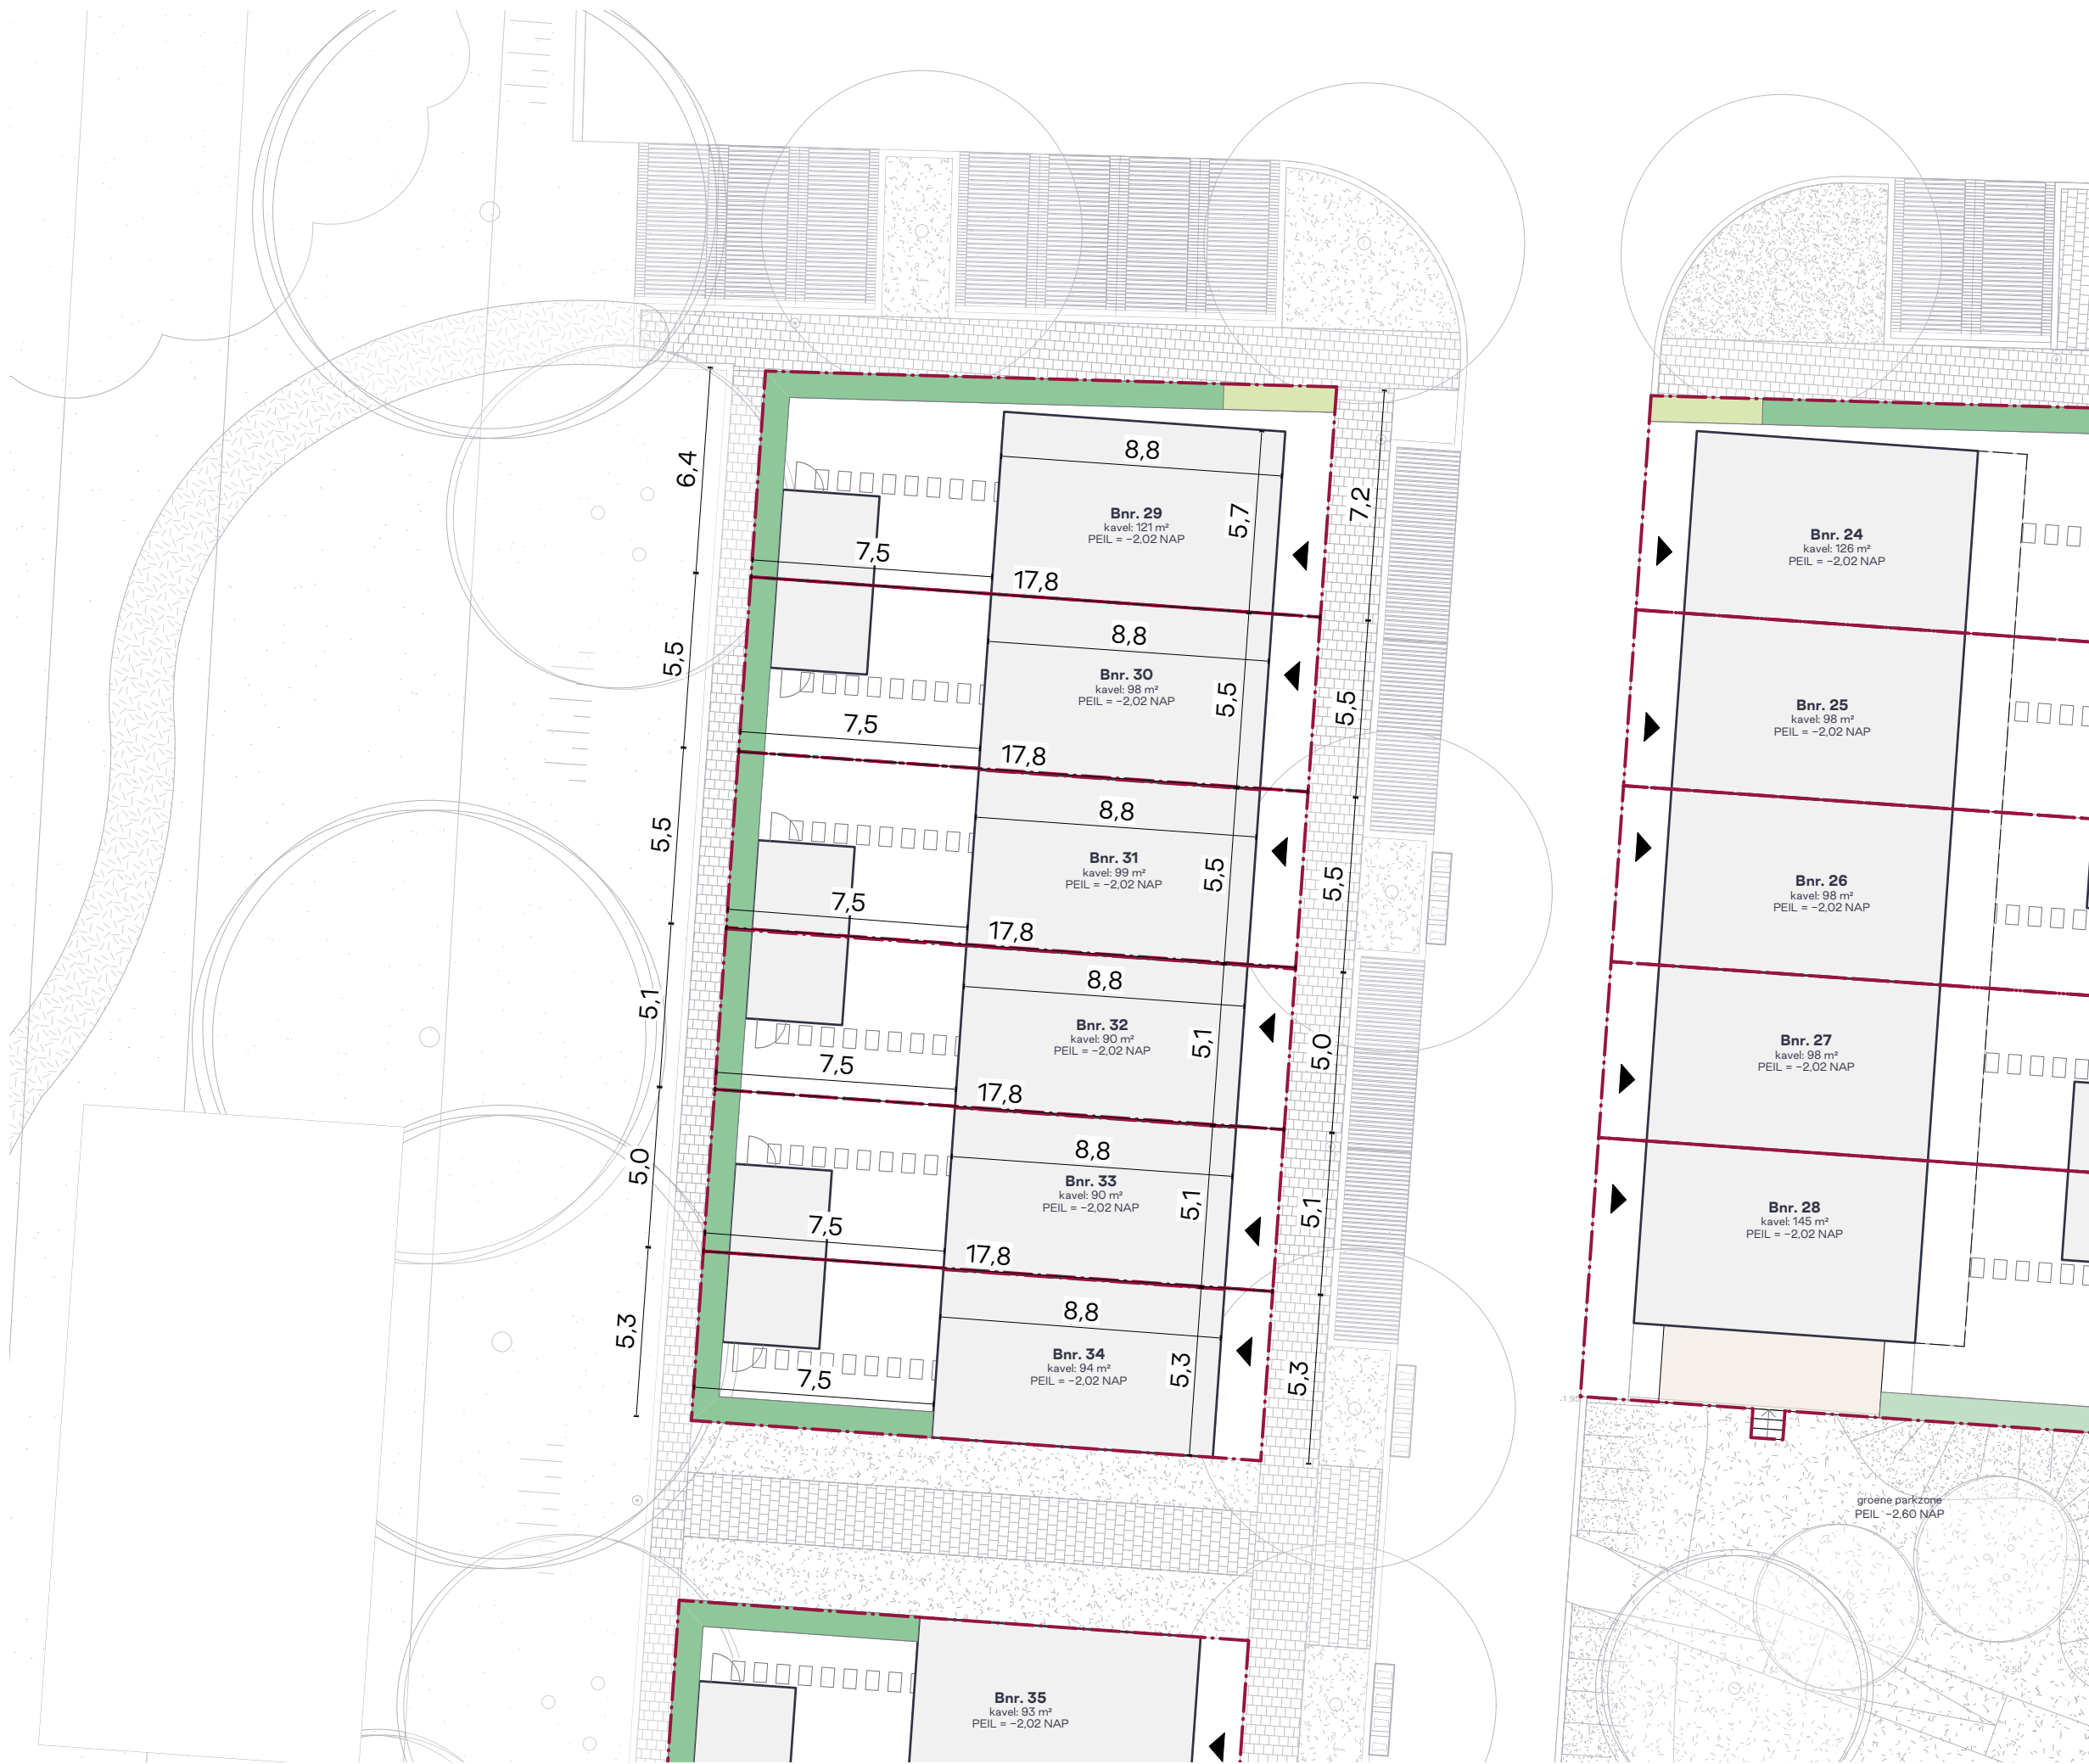 6,4
8,8
7,2
Bnr. 29
kavel: 121 m²
PEIL = −2,02 NAP
5,7
7,5
17,8
Bnr. 24
kavel: 126 m²
PEIL = −2,02 NAP
5,5
8,8
Bnr. 30
kavel: 98 m²
PEIL = −2,02 NAP
5,5
5,5
7,5
17,8
Bnr. 25
kavel: 98 m²
PEIL = −2,02 NAP
5,5
8,8
Bnr. 31
kavel: 99 m²
PEIL = −2,02 NAP
5,5
5,5
7,5
17,8
Bnr. 26
kavel: 98 m²
PEIL = −2,02 NAP
5,1
8,8
Bnr. 32
kavel: 90 m²
PEIL = −2,02 NAP
5,1
5,0
7,5
17,8
Bnr. 27
kavel: 98 m²
PEIL = −2,02 NAP
5,0
8,8
Bnr. 33
kavel: 90 m²
PEIL = −2,02 NAP
5,1
5,1
7,5
17,8
Bnr. 28
kavel: 145 m²
PEIL = −2,02 NAP
5,3
8,8
Bnr. 34
kavel: 94 m²
PEIL = −2,02 NAP
5,3
5,3
7,5
groene parkzone
PEIL −2,60 NAP
Bnr. 35
kavel: 93 m²
PEIL = −2,02 NAP